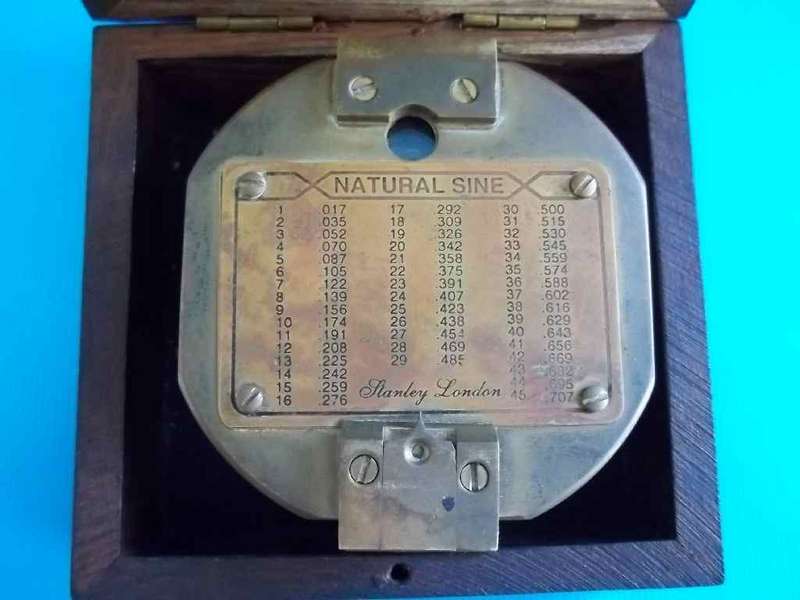 NATURAL SINE
1 .017 17 .292 30 .500
2 .035 18 .309 31 .515
3 .052 19 .326 32 .530
4 .070 20 .342 33 .545
5 .087 21 .358 34 .559
6 .105 22 .375 35 .574
7 .122 23 .391 36 .588
8 .139 24 .407 37 .602
9 .156 25 .423 38 .616
10 .174 26 .438 39 .629
11 .191 27 .454 40 .643
12 .208 28 .469 41 .656
13 .225 29 .485 42 .669
14 .242 43 .682
15 .259 44 .695
16 .276 Stanley London 45 .707